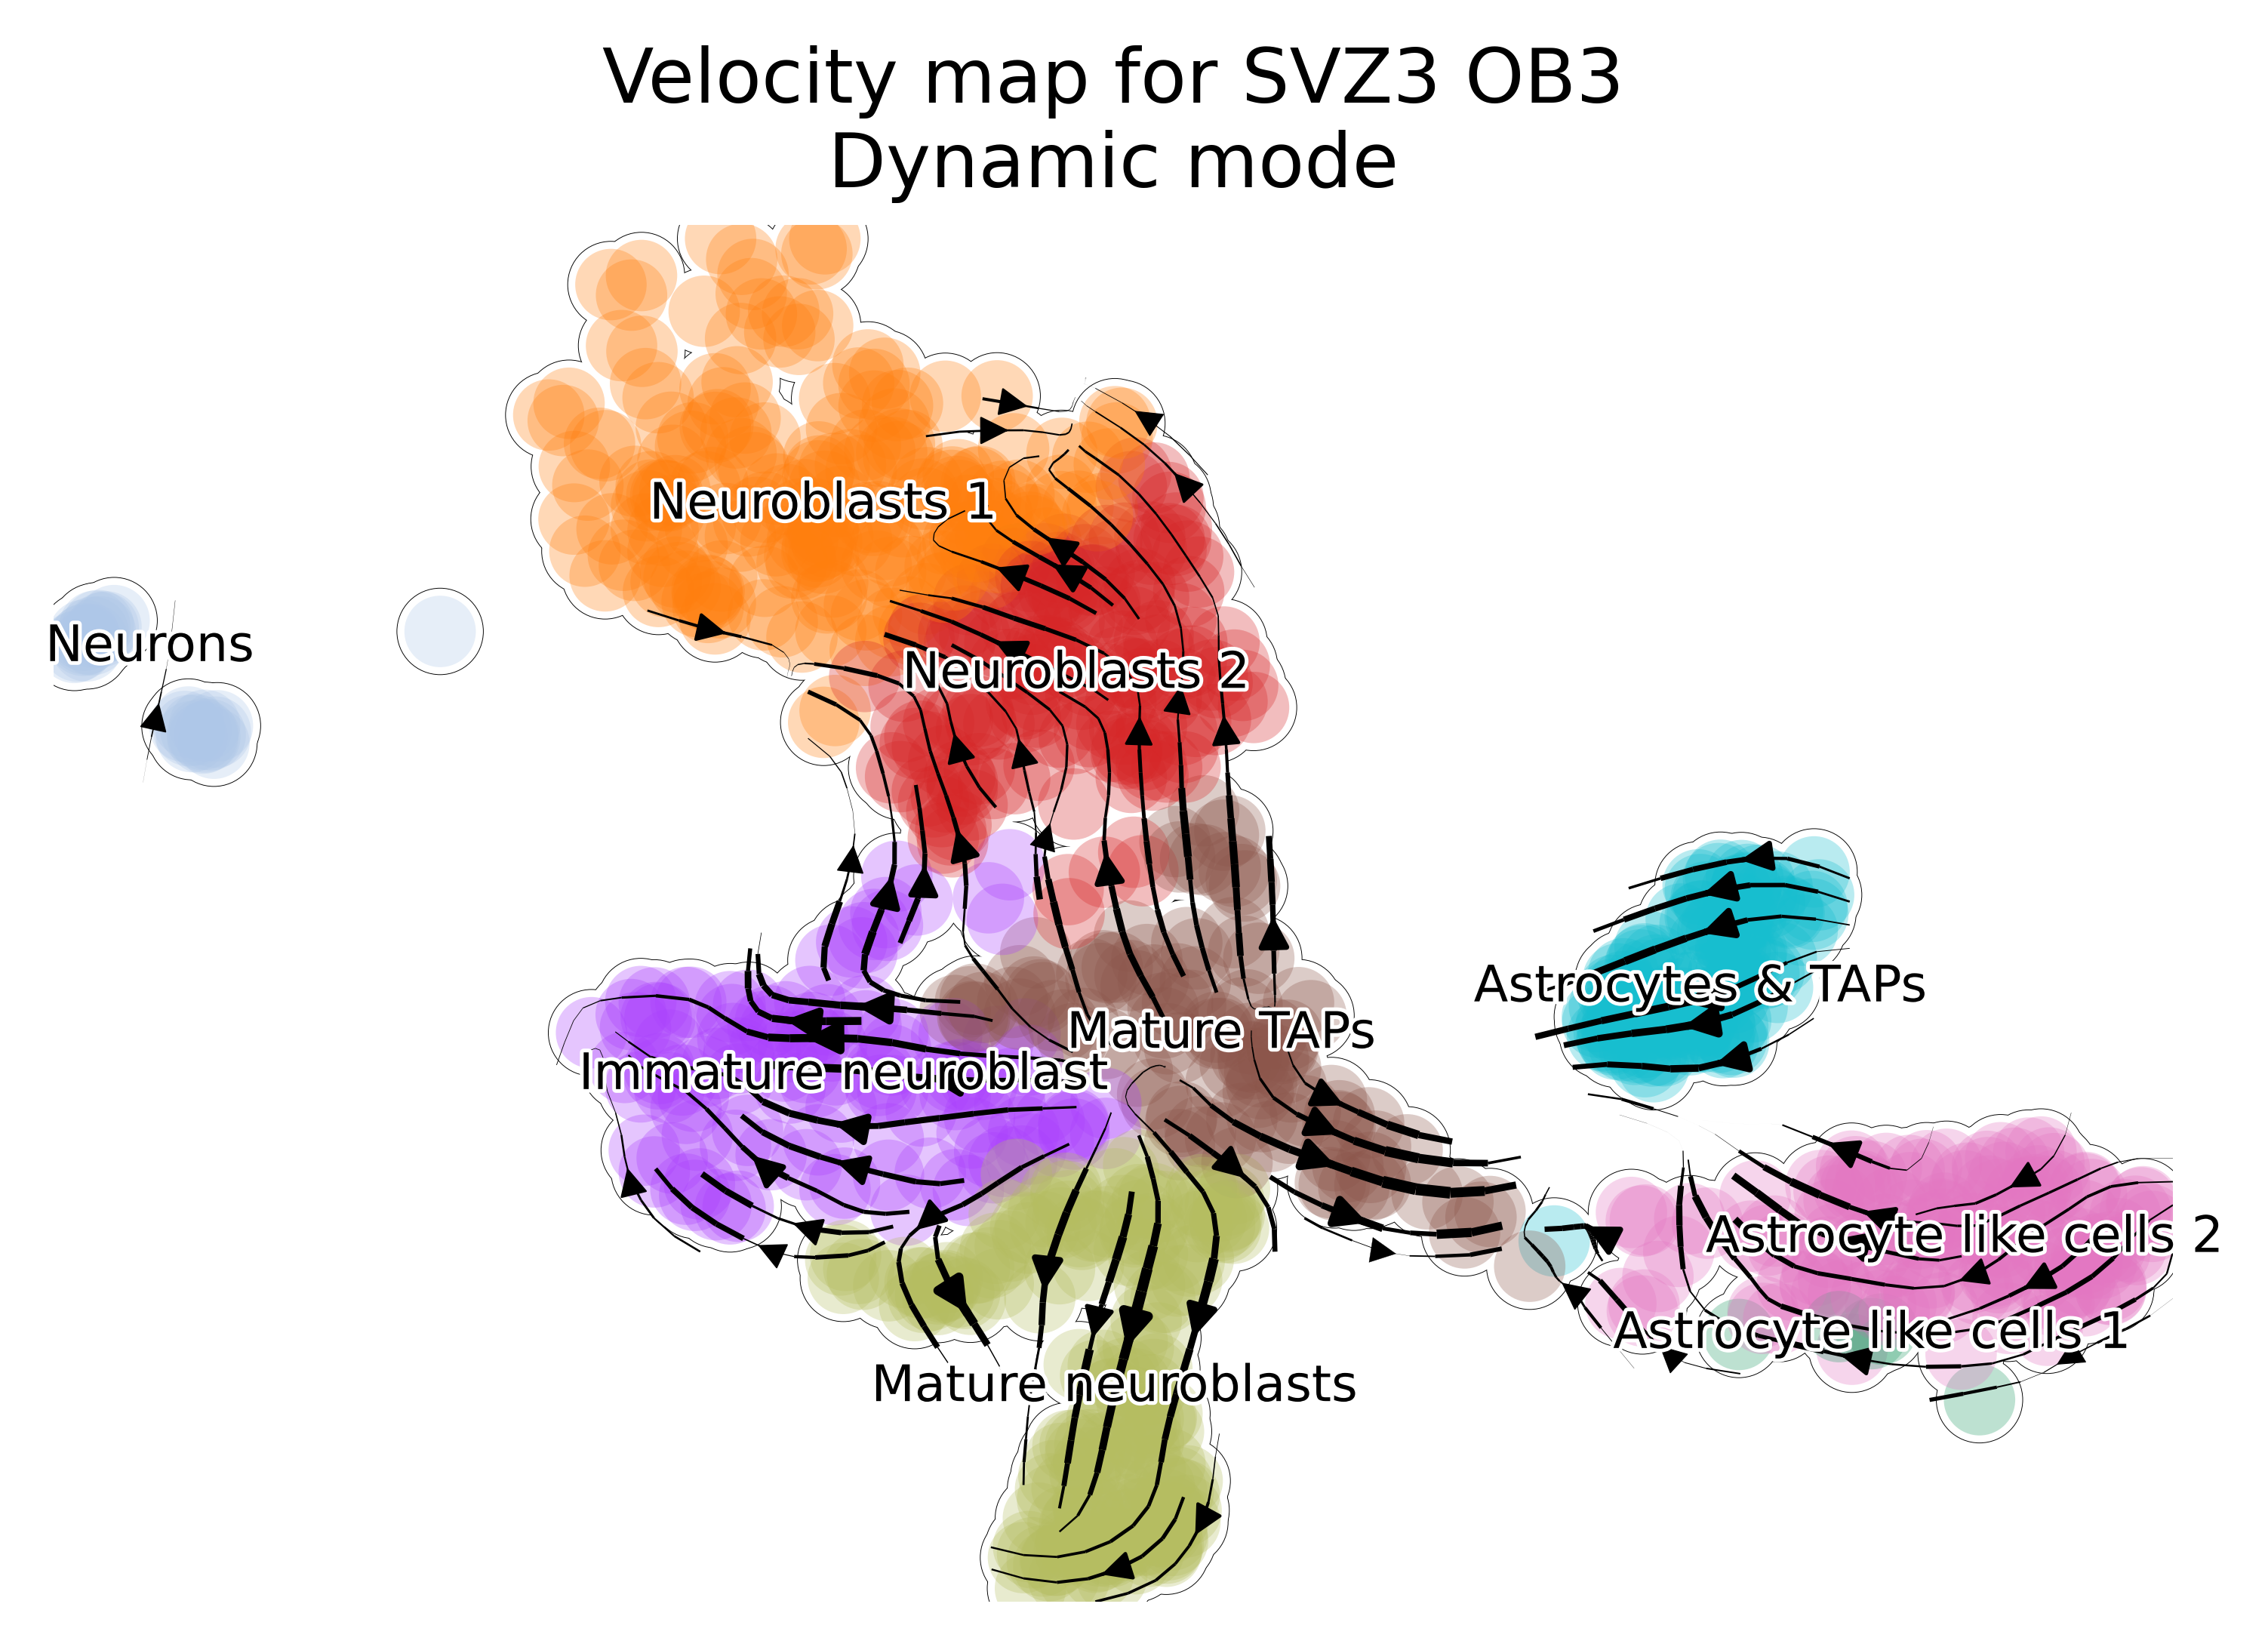 Velocity map for SVZ3 OB3
Dynamic mode
Neuroblasts 1
Neurons
Neuroblasts 2
Astrocytes & TAPs
Mature TAPs
Immature neuroblast
Astrocyte like cells 2
Astrocyte like cells 1
Mature neuroblasts